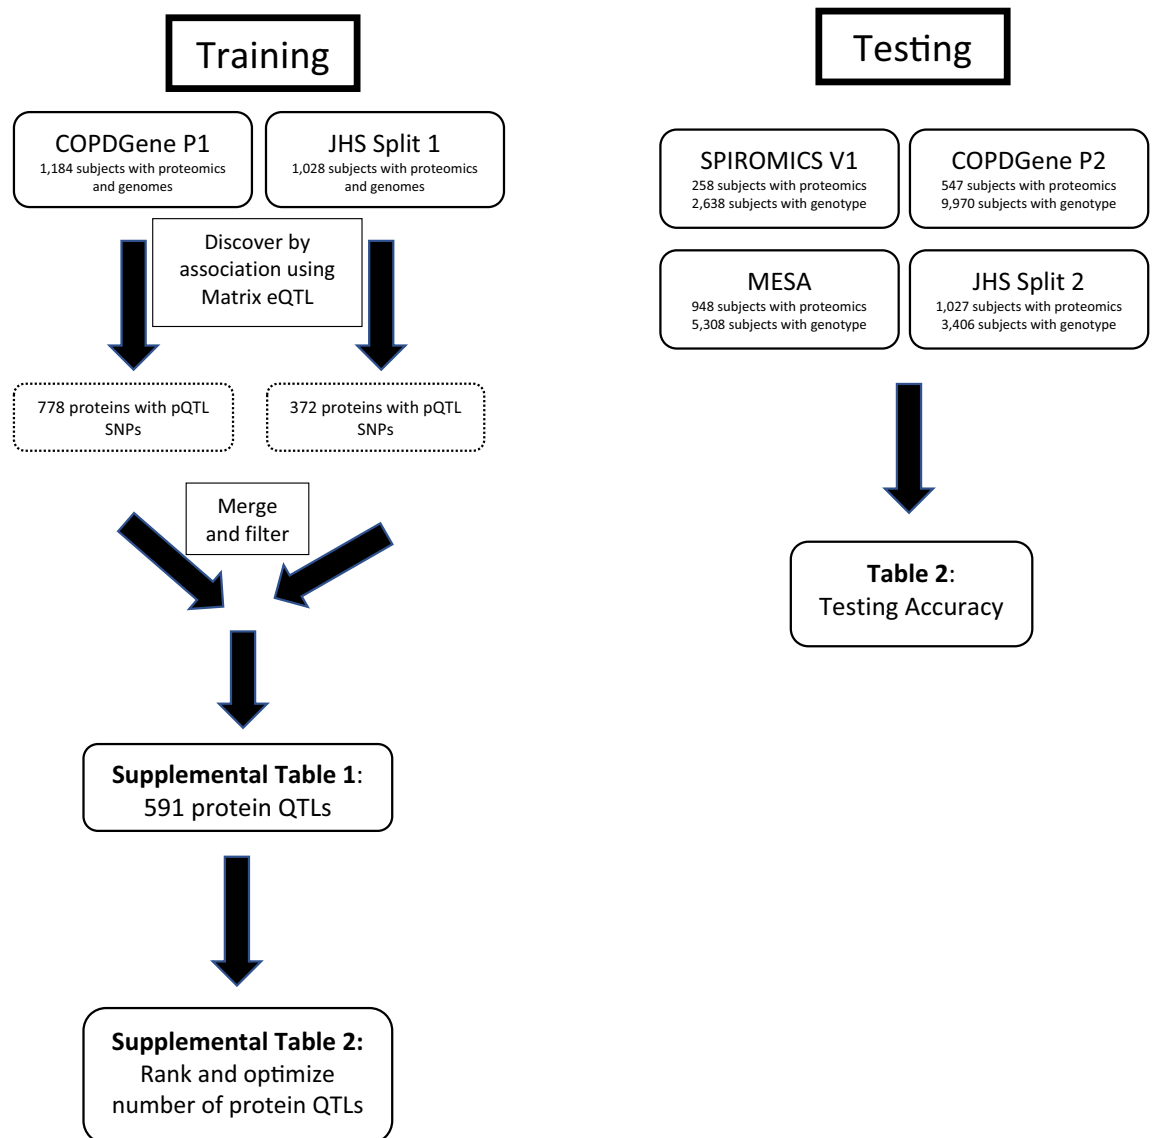 Training
COPDGene P1
1,184 subjects with proteomics
and genomes
JHS Split 1
1,028 subjects with proteomics
and genomes
Discover by
association using
Matrix eQTL
778 proteins with pQTL
SNPs
372 proteins with pQTL
SNPs
Merge
and filter
Supplemental Table 1:
591 protein QTLs
Supplemental Table 2:
Rank and optimize
number of protein QTLs
Testing
SPIROMICS V1
258 subjects with proteomics
2,638 subjects with genotype
COPDGene P2
547 subjects with proteomics
9,970 subjects with genotype
MESA
948 subjects with proteomics
5,308 subjects with genotype
JHS Split 2
1,027 subjects with proteomics
3,406 subjects with genotype
Table 2:
Testing Accuracy